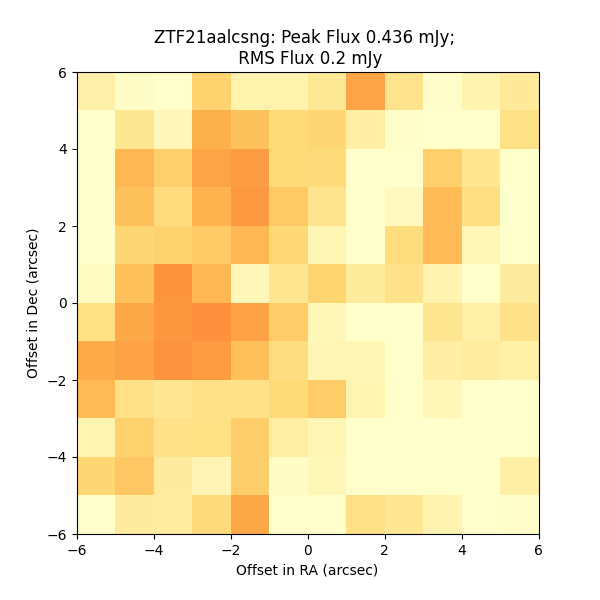 ZTF21aalcsng: Peak Flux 0.436 mJy;
RMS Flux 0.2 mJy
6
4
2
0
−2
−4
−6
Offset in Dec (arcsec)
−6 −4 −2 0 2 4 6
Offset in RA (arcsec)